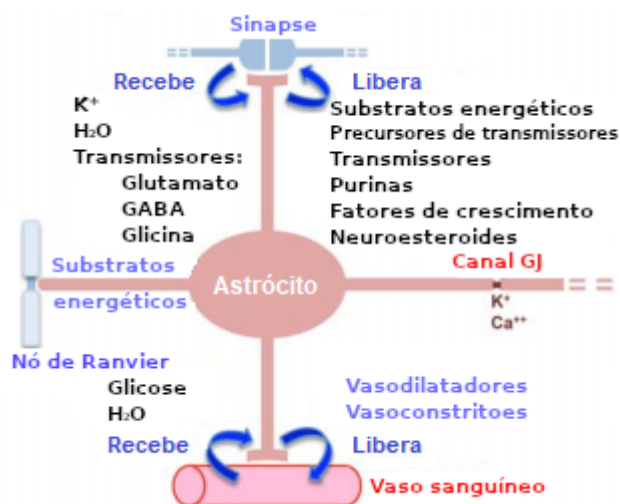 Sinapse
Recebe
Libera
K⁺
H₂O
Transmissores:
Glutamato
GABA
Glicina
Substratos energéticos
Precursores de transmissores
Transmissores
Purinas
Fatores de crescimento
Neuroesteroides
Substratos
energéticos
Astrócito
Canal GJ
K⁺
Ca⁺⁺
Nó de Ranvier
Glicose
H₂O
Recebe
Vasodilatadores
Vasoconstritoes
Libera
Vaso sanguíneo